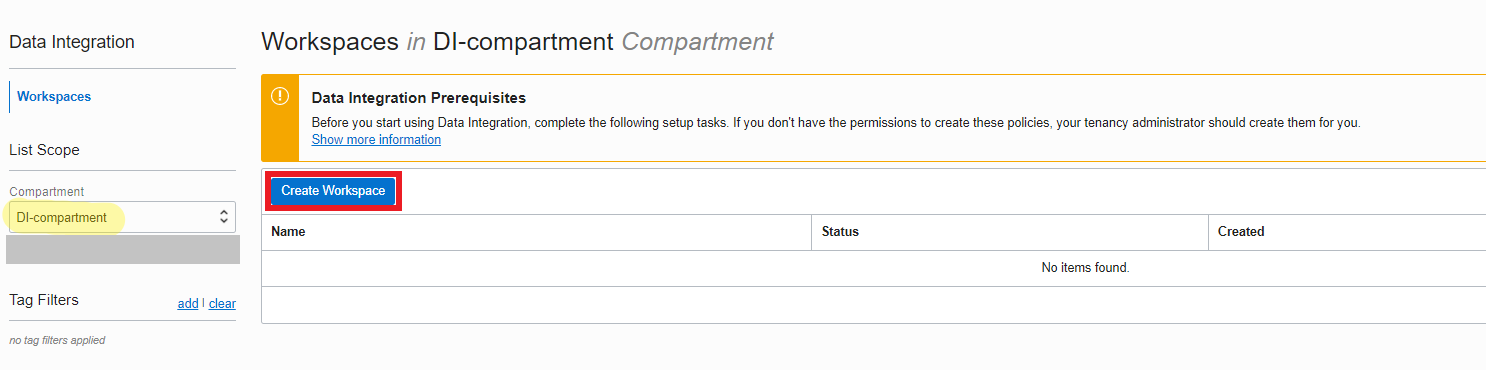 Data Integration
Workspaces
List Scope
Compartment
DI-compartment
Tag Filters
add | clear
no tag filters applied
Workspaces in DI-compartment Compartment
Data Integration Prerequisites
Before you start using Data Integration, complete the following setup tasks. If you don't have the permissions to create these policies, your tenancy administrator should create them for you.
Show more information
Create Workspace
Name Status Created
No items found.